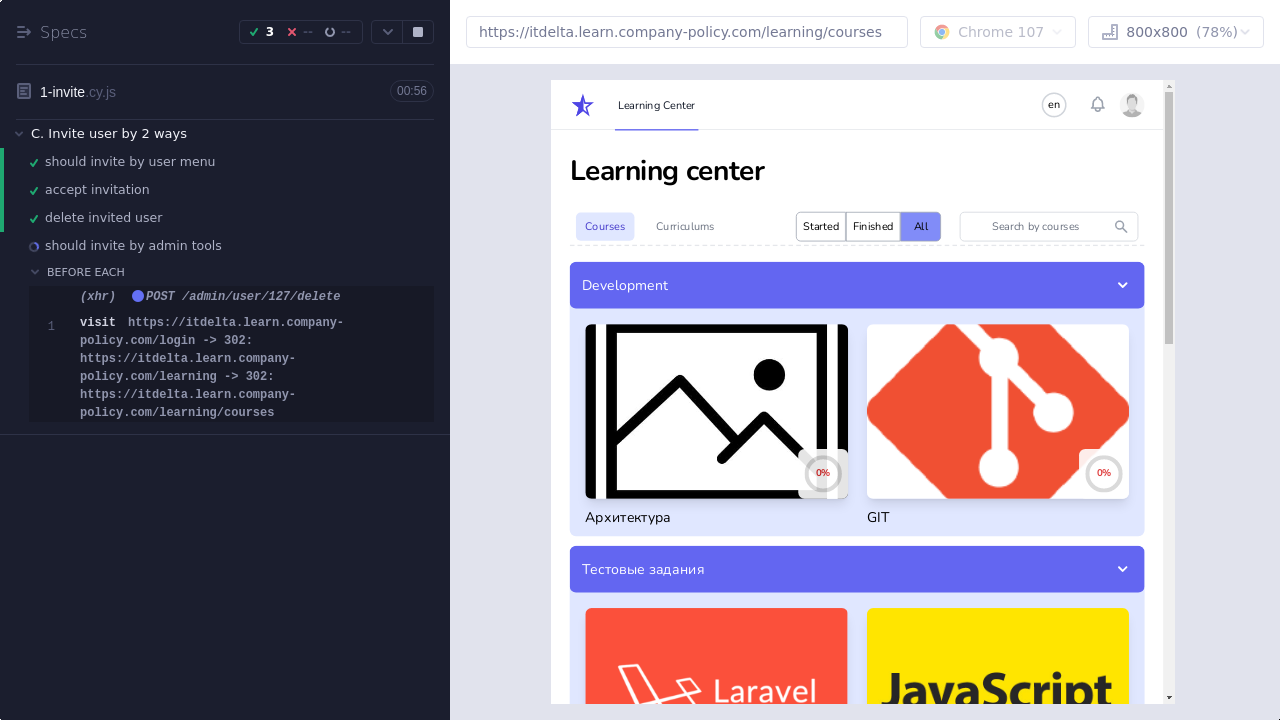 Specs
3
--
--
1-invite.cy.js
00:56
C. Invite user by 2 ways
should invite by user menu
accept invitation
delete invited user
should invite by admin tools
BEFORE EACH
(xhr) POST /admin/user/127/delete
1 visit https://itdelta.learn.company-
policy.com/login -> 302:
https://itdelta.learn.company-
policy.com/learning -> 302:
https://itdelta.learn.company-
policy.com/learning/courses
https://itdelta.learn.company-policy.com/learning/courses
Chrome 107
800x800 (78%)
Learning Center
en
Learning center
Courses
Curriculums
Started
Finished
All
Search by courses
Development
0%
0%
Архитектура
GIT
Тестовые задания
Laravel
JavaScript